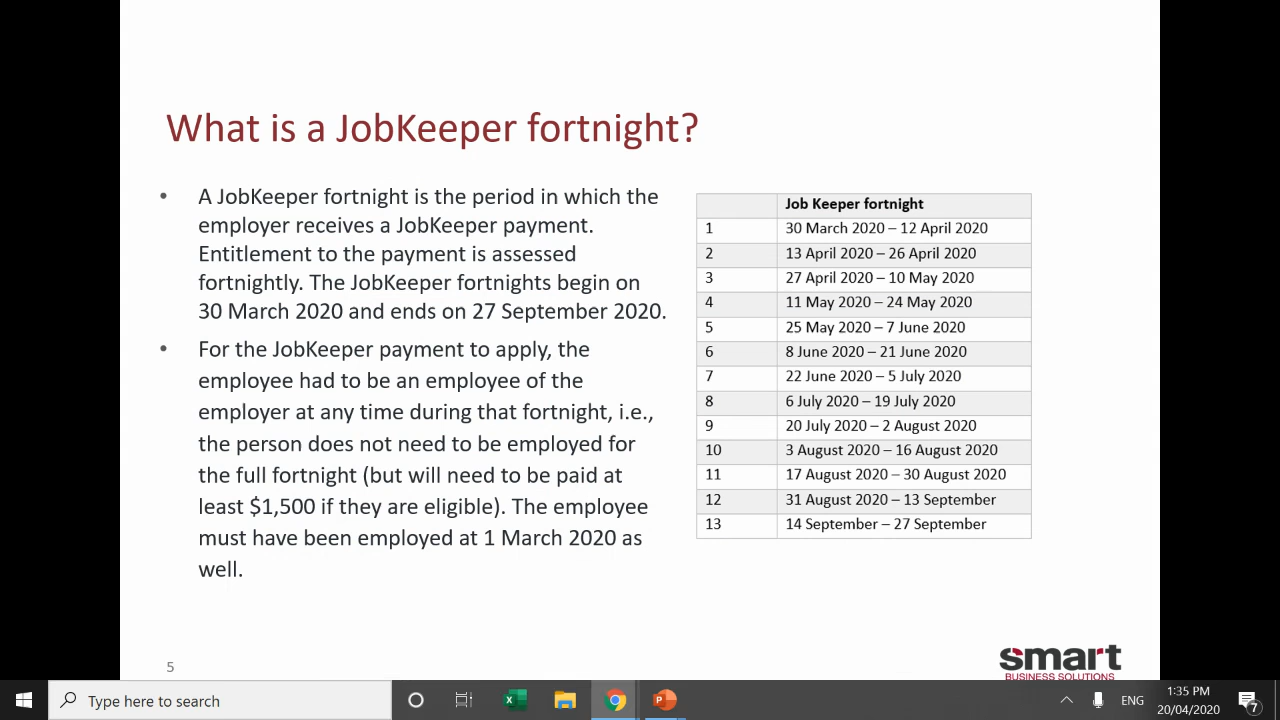 What is a JobKeeper fortnight?
• A JobKeeper fortnight is the period in which the
employer receives a JobKeeper payment.
Entitlement to the payment is assessed
fortnightly. The JobKeeper fortnights begin on
30 March 2020 and ends on 27 September 2020.
• For the JobKeeper payment to apply, the
employee had to be an employee of the
employer at any time during that fortnight, i.e.,
the person does not need to be employed for
the full fortnight (but will need to be paid at
least $1,500 if they are eligible). The employee
must have been employed at 1 March 2020 as
well.
Job Keeper fortnight
1 30 March 2020 – 12 April 2020
2 13 April 2020 – 26 April 2020
3 27 April 2020 – 10 May 2020
4 11 May 2020 – 24 May 2020
5 25 May 2020 – 7 June 2020
6 8 June 2020 – 21 June 2020
7 22 June 2020 – 5 July 2020
8 6 July 2020 – 19 July 2020
9 20 July 2020 – 2 August 2020
10 3 August 2020 – 16 August 2020
11 17 August 2020 – 30 August 2020
12 31 August 2020 – 13 September
13 14 September – 27 September
5
smart
BUSINESS SOLUTIONS
Type here to search
ENG
1:35 PM
20/04/2020
7